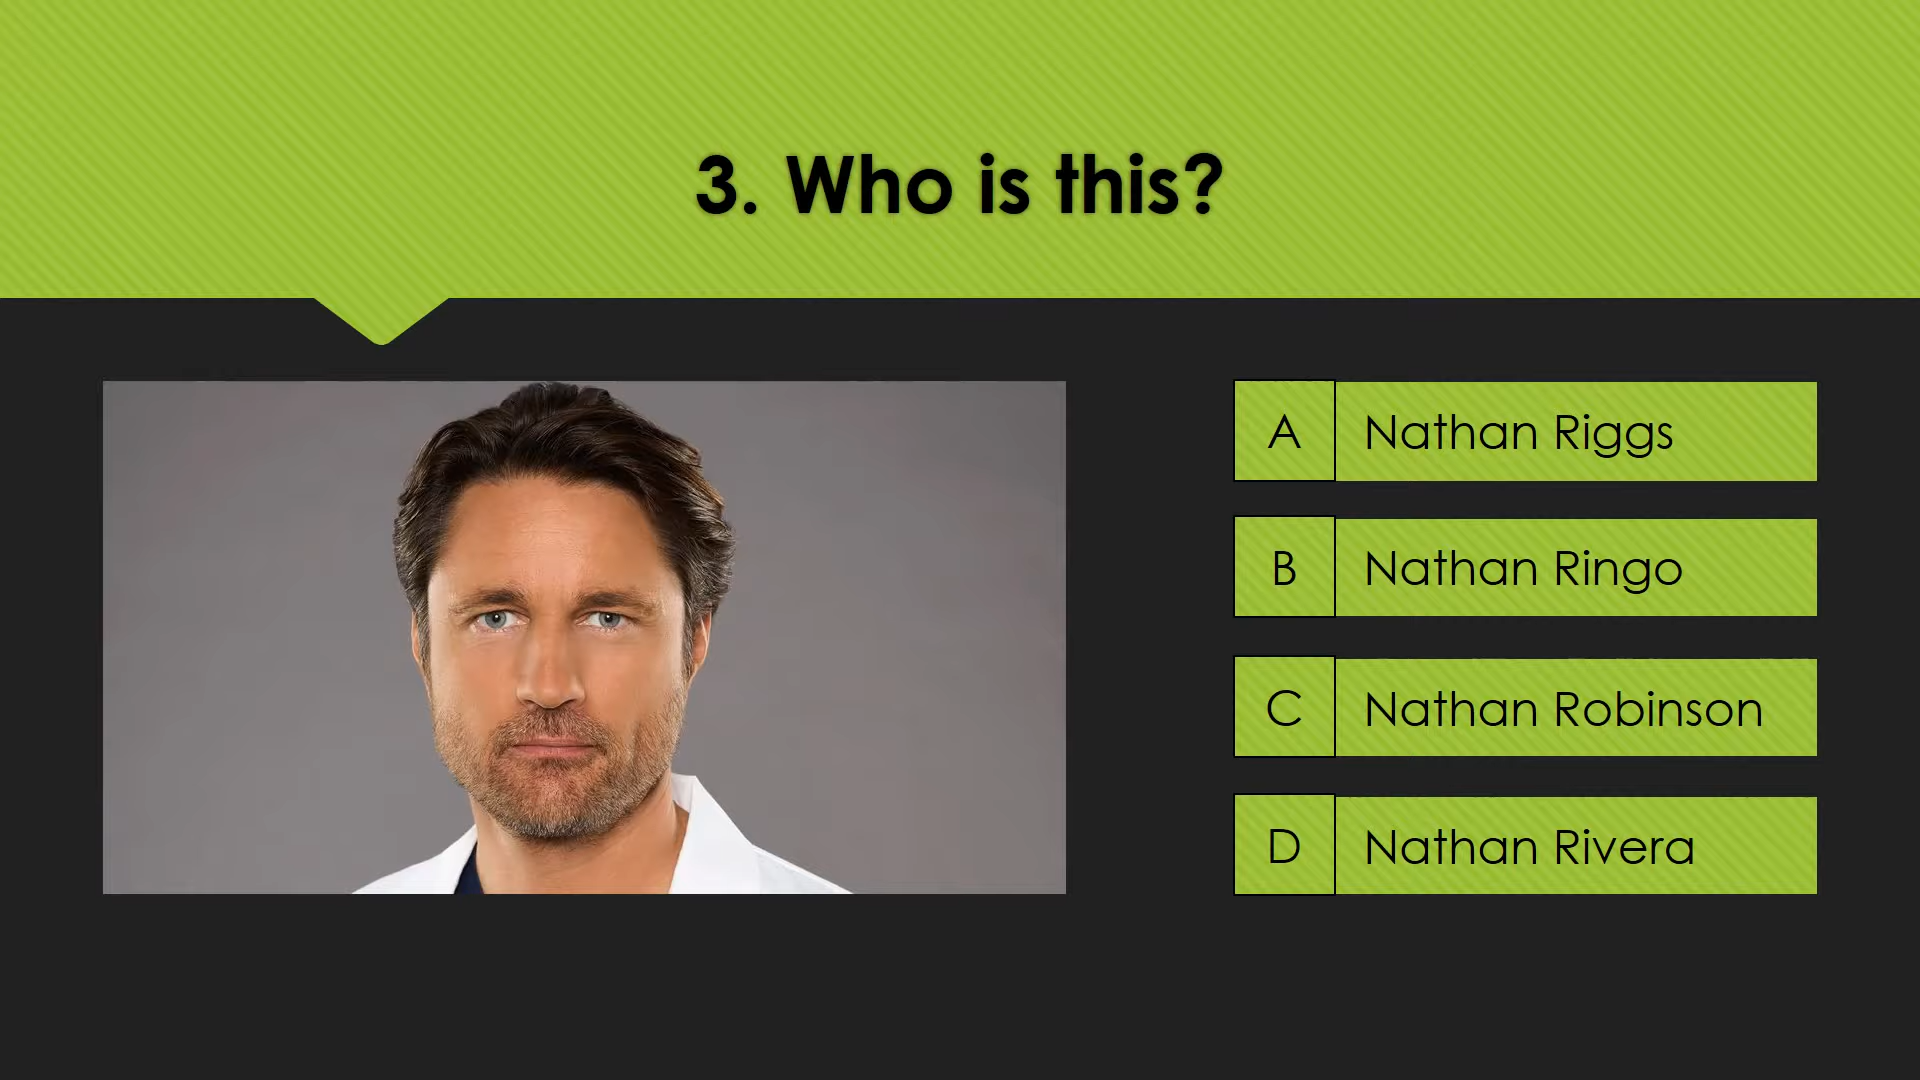 3. Who is this?
A Nathan Riggs
B Nathan Ringo
C Nathan Robinson
D Nathan Rivera